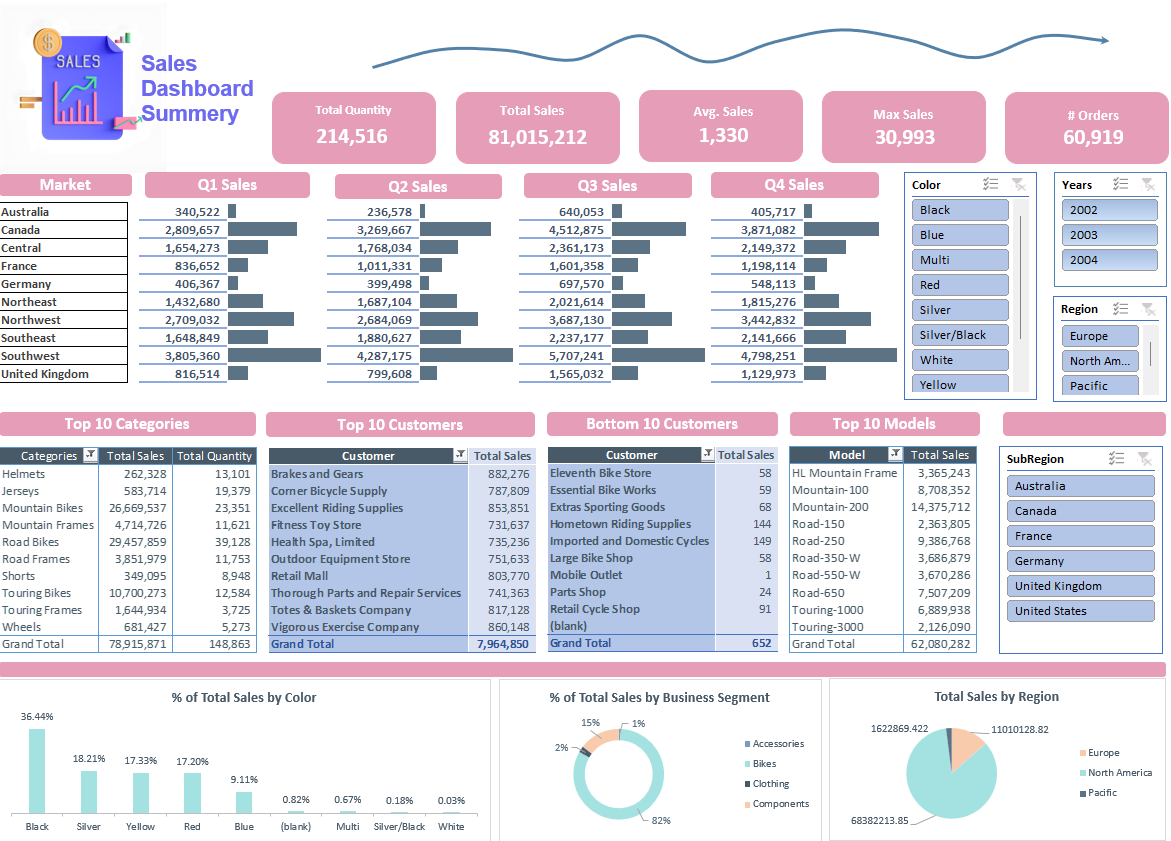 SALES
Sales
Dashboard
Summery
Total Quantity
214,516
Total Sales
81,015,212
Avg. Sales
1,330
Max Sales
30,993
# Orders
60,919
Market Q1 Sales Q2 Sales Q3 Sales Q4 Sales
Australia 340,522 236,578 640,053 405,717
Canada 2,809,657 3,269,667 4,512,875 3,871,082
Central 1,654,273 1,768,034 2,361,173 2,149,372
France 836,652 1,011,331 1,601,358 1,198,114
Germany 406,367 399,498 697,570 548,113
Northeast 1,432,680 1,687,104 2,021,614 1,815,276
Northwest 2,709,032 2,684,069 3,687,130 3,442,832
Southeast 1,648,849 1,880,627 2,237,177 2,141,666
Southwest 3,805,360 4,287,175 5,707,241 4,798,251
United Kingdom 816,514 799,608 1,565,032 1,129,973
Color
Black
Blue
Multi
Red
Silver
Silver/Black
White
Yellow
Years
2002
2003
2004
Region
Europe
North Am...
Pacific
Top 10 Categories
Categories Total Sales Total Quantity
Helmets 262,328 13,101
Jerseys 583,714 19,379
Mountain Bikes 26,669,537 23,351
Mountain Frames 4,714,726 11,621
Road Bikes 29,457,859 39,128
Road Frames 3,851,979 11,753
Shorts 349,095 8,948
Touring Bikes 10,700,273 12,584
Touring Frames 1,644,934 3,725
Wheels 681,427 5,273
Grand Total 78,915,871 148,863
Top 10 Customers
Customer Total Sales
Brakes and Gears 882,276
Corner Bicycle Supply 787,809
Excellent Riding Supplies 853,851
Fitness Toy Store 731,637
Health Spa, Limited 735,236
Outdoor Equipment Store 751,633
Retail Mall 803,770
Thorough Parts and Repair Services 741,363
Totes & Baskets Company 817,128
Vigorous Exercise Company 860,148
Grand Total 7,964,850
Bottom 10 Customers
Customer Total Sales
Eleventh Bike Store 58
Essential Bike Works 59
Extras Sporting Goods 68
Hometown Riding Supplies 144
Imported and Domestic Cycles 149
Large Bike Shop 58
Mobile Outlet 1
Parts Shop 24
Retail Cycle Shop 91
(blank)
Grand Total 652
Top 10 Models
Model Total Sales
HL Mountain Frame 3,365,243
Mountain-100 8,708,352
Mountain-200 14,375,712
Road-150 2,363,805
Road-250 9,386,768
Road-350-W 3,686,879
Road-550-W 3,670,286
Road-650 7,507,209
Touring-1000 6,889,938
Touring-3000 2,126,090
Grand Total 62,080,282
SubRegion
Australia
Canada
France
Germany
United Kingdom
United States
% of Total Sales by Color
36.44%
18.21%
17.33%
17.20%
9.11%
0.82%
0.67%
0.18%
0.03%
Black Silver Yellow Red Blue (blank) Multi Silver/Black White
% of Total Sales by Business Segment
15%
1%
2%
82%
Accessories
Bikes
Clothing
Components
Total Sales by Region
1622869.422
11010128.82
68382213.85
Europe
North America
Pacific